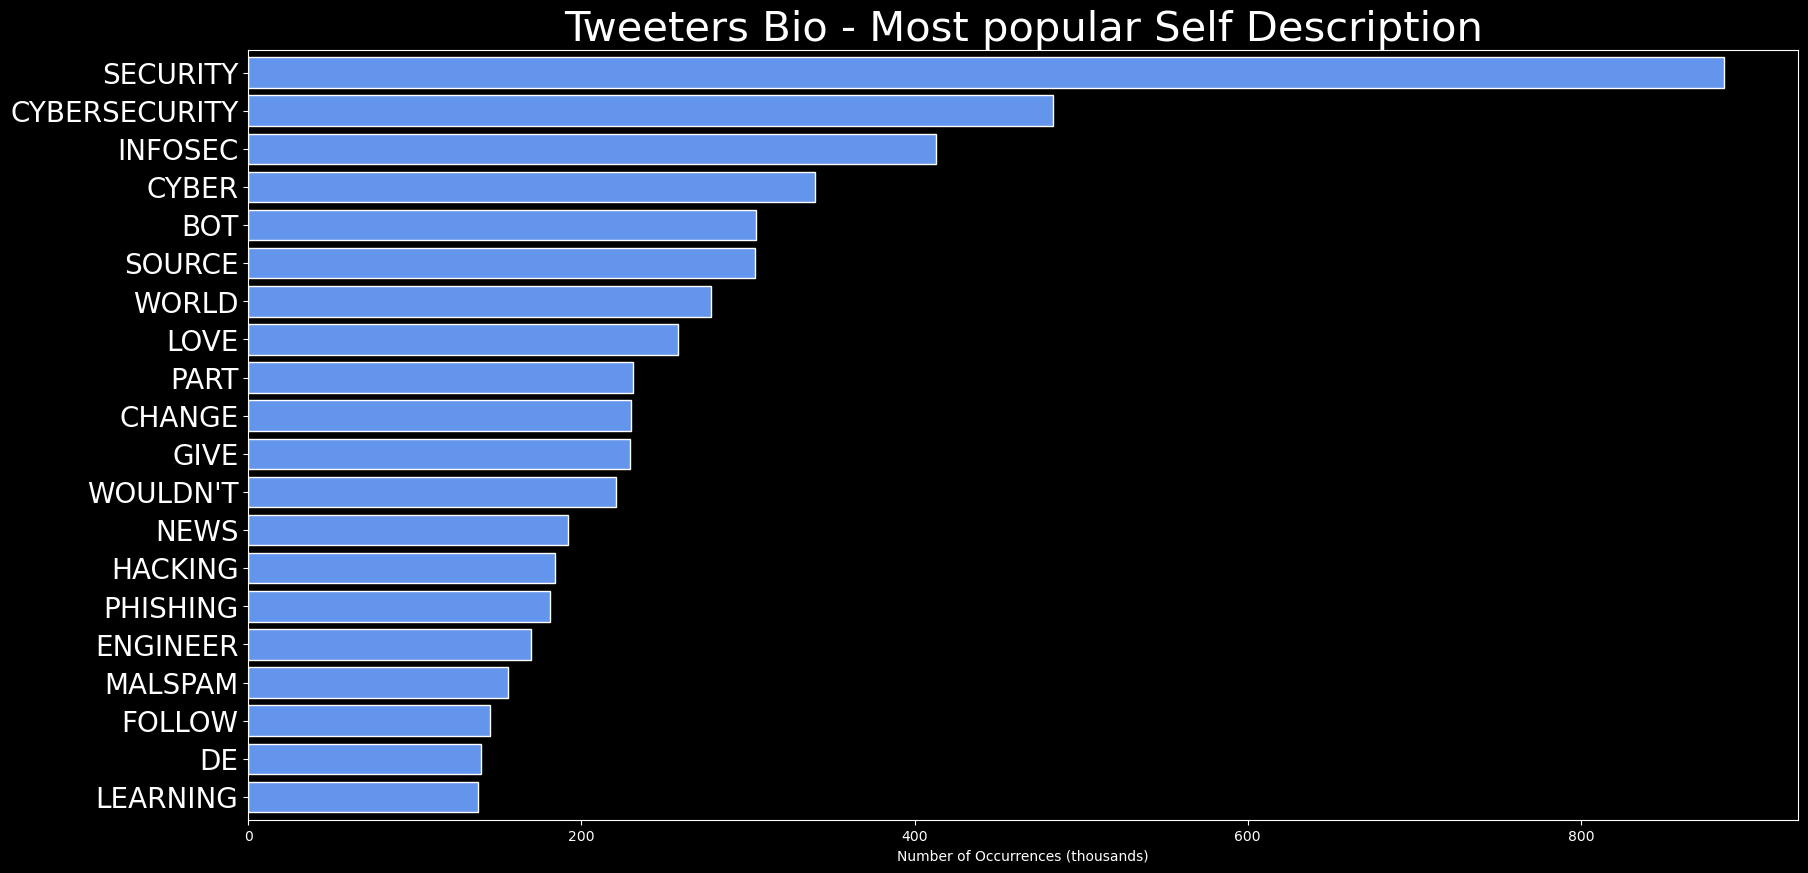 Tweeters Bio - Most popular Self Description
SECURITY
CYBERSECURITY
INFOSEC
CYBER
BOT
SOURCE
WORLD
LOVE
PART
CHANGE
GIVE
WOULDN'T
NEWS
HACKING
PHISHING
ENGINEER
MALSPAM
FOLLOW
DE
LEARNING
0 200 400 600 800
Number of Occurrences (thousands)